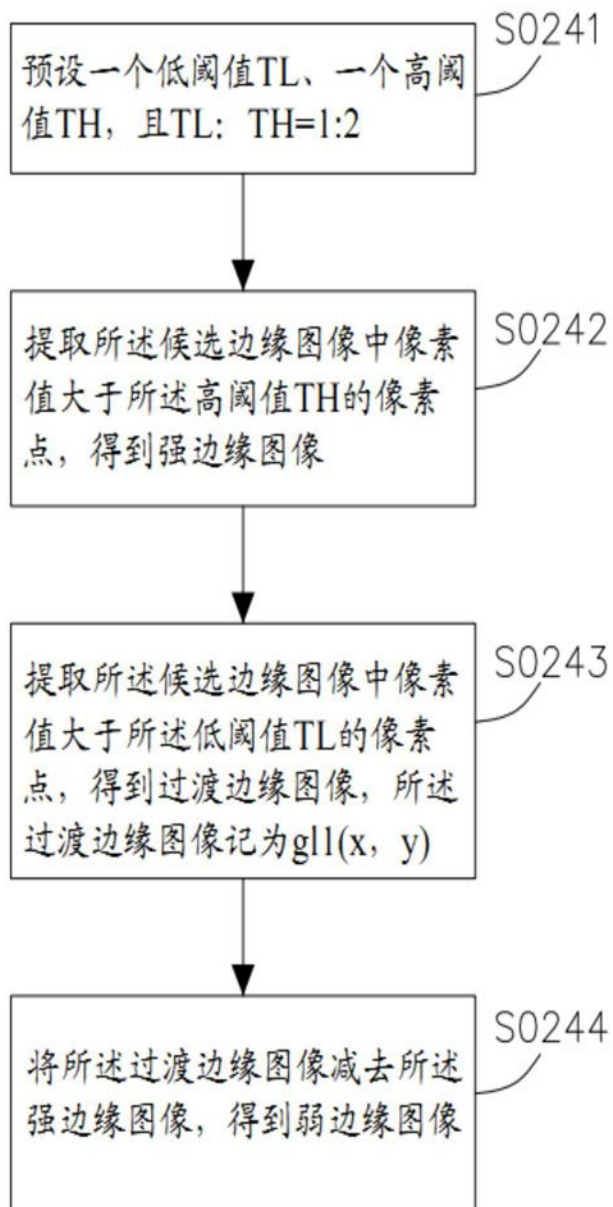 S0241
预设一个低阈值TL、一个高阈
值TH，且TL：TH=1:2
S0242
提取所述候选边缘图像中像素
值大于所述高阈值TH的像素
点，得到强边缘图像
S0243
提取所述候选边缘图像中像素
值大于所述低阈值TL的像素
点，得到过渡边缘图像，所述
过渡边缘图像记为gl1(x，y)
S0244
将所述过渡边缘图像减去所述
强边缘图像，得到弱边缘图像